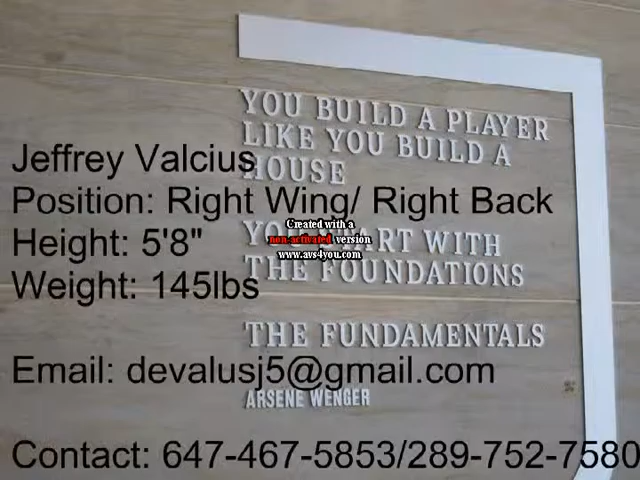 YOU BUILD A PLAYER
LIKE YOU BUILD A
HOUSE
YOU START WITH
THE FOUNDATIONS
THE FUNDAMENTALS
ARSENE WENGER
Jeffrey Valcius
Position: Right Wing/ Right Back
Height: 5'8"
Weight: 145lbs
Email: devalusj5@gmail.com
Contact: 647-467-5853/289-752-7580
Created with a
non-activated version
www.avs4you.com